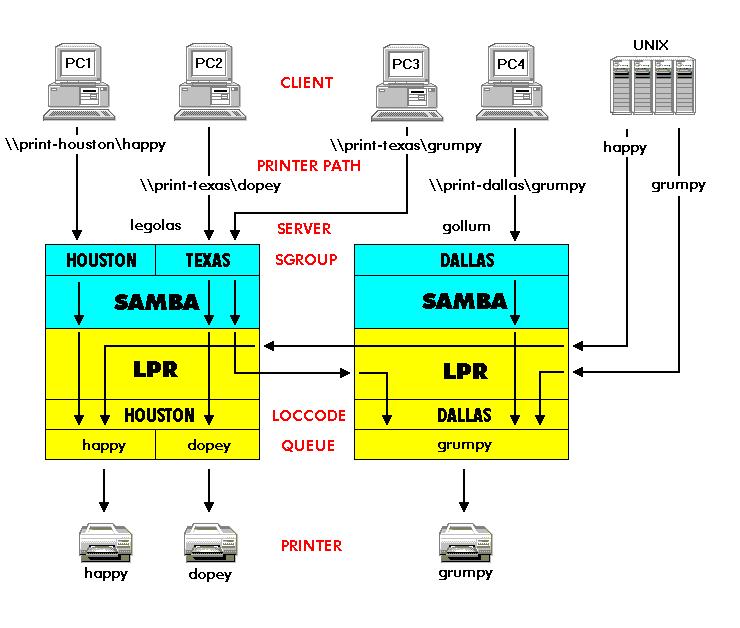 UNIX
PC1
PC2
PC3
PC4
CLIENT
\\print-houston\happy
\\print-texas\grumpy
happy
PRINTER PATH
\\print-texas\dopey
\\print-dallas\grumpy
grumpy
legolas
SERVER
gollum
HOUSTON
TEXAS
SGROUP
DALLAS
SAMBA
SAMBA
LPR
LPR
HOUSTON
LOCCODE
DALLAS
happy
dopey
QUEUE
grumpy
PRINTER
happy
dopey
grumpy